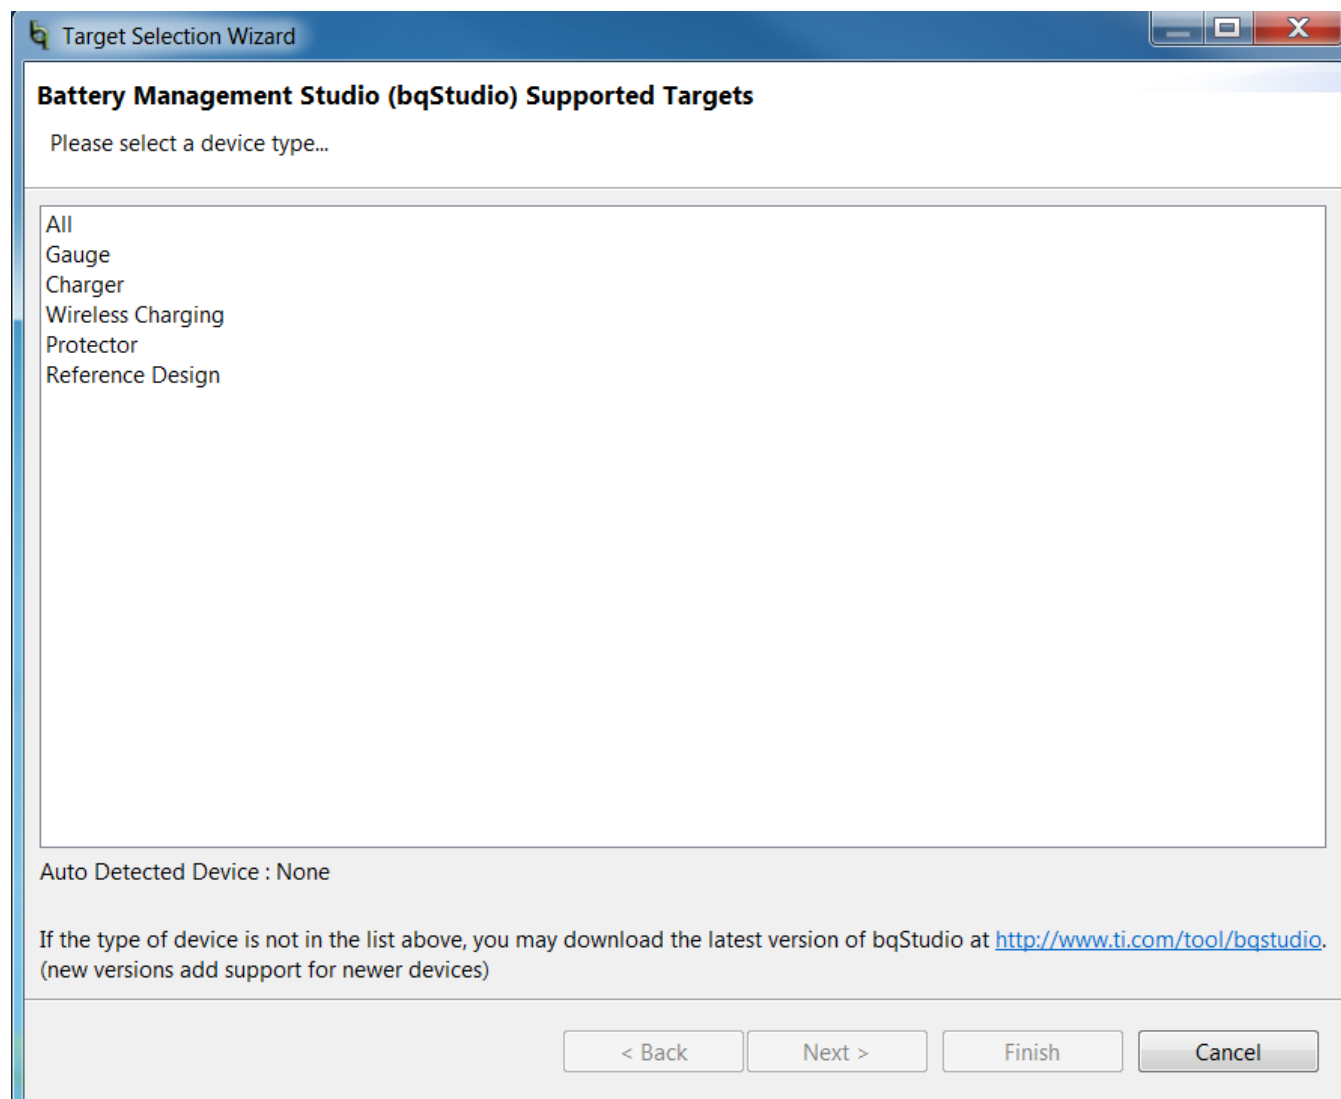 Target Selection Wizard
Battery Management Studio (bqStudio) Supported Targets
Please select a device type...
All
Gauge
Charger
Wireless Charging
Protector
Reference Design
Auto Detected Device : None
If the type of device is not in the list above, you may download the latest version of bqStudio at http://www.ti.com/tool/bqstudio.
(new versions add support for newer devices)
< Back Next > Finish Cancel